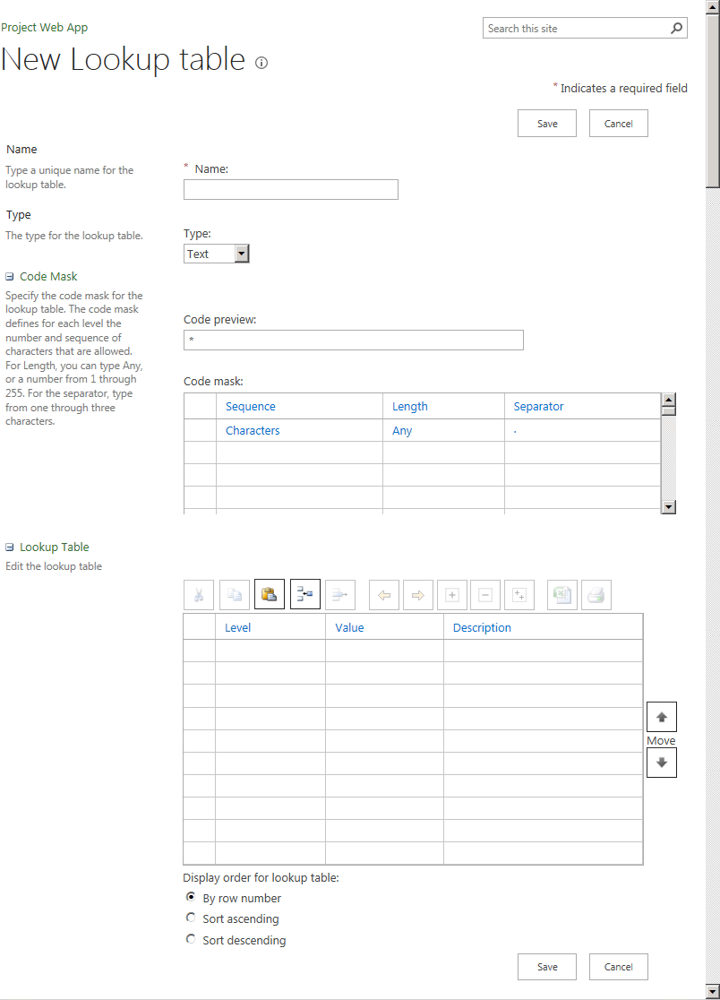 Project Web App
Search this site
New Lookup table
* Indicates a required field
Save Cancel
Name
Type a unique name for the
lookup table.
* Name:
Type
The type for the lookup table.
Type:
Text
Code Mask
Specify the code mask for the
lookup table. The code mask
defines for each level the
number and sequence of
characters that are allowed.
For Length, you can type Any,
or a number from 1 through
255. For the separator, type
from one through three
characters.
Code preview:
*
Code mask:
Sequence Length Separator
Characters Any .
Lookup Table
Edit the lookup table
Level Value Description
Move
Display order for lookup table:
By row number
Sort ascending
Sort descending
Save Cancel